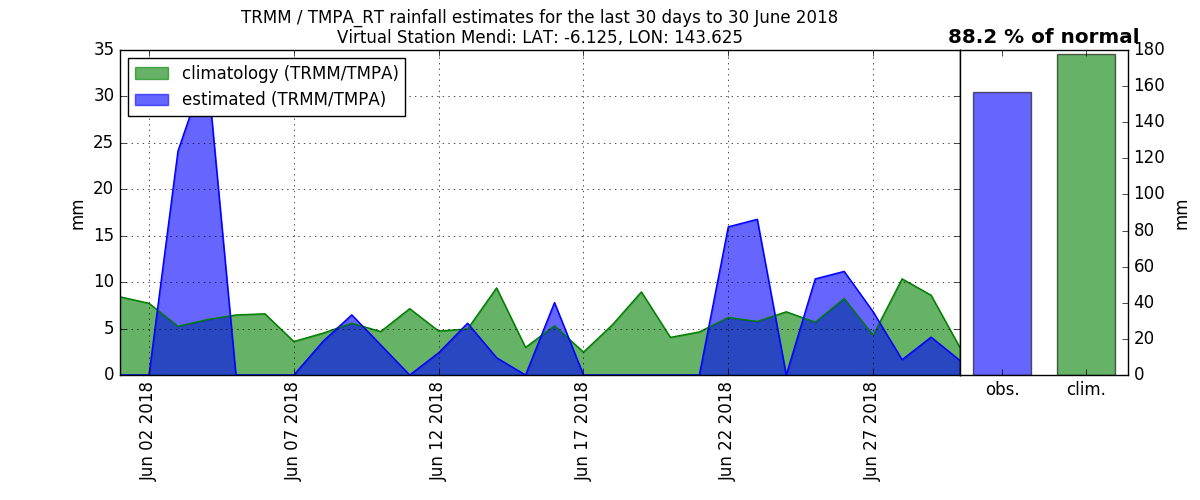 TRMM / TMPA_RT rainfall estimates for the last 30 days to 30 June 2018
Virtual Station Mendi: LAT: -6.125, LON: 143.625
88.2 % of normal
climatology (TRMM/TMPA)
estimated (TRMM/TMPA)
35
30
25
20
15
10
5
0
mm
Jun 02 2018
Jun 07 2018
Jun 12 2018
Jun 17 2018
Jun 22 2018
Jun 27 2018
obs.
clim.
180
160
140
120
100
80
60
40
20
0
mm